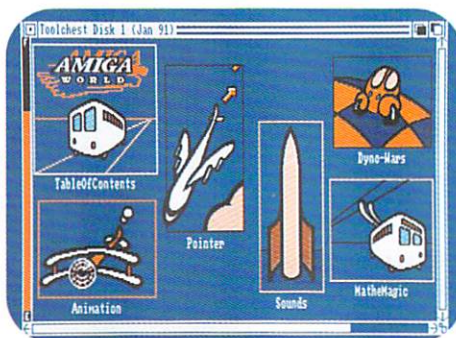 Toolchest Disk 1 (Jan 91)
AMIGA
WORLD
TableOfContents
Pointer
Dyno-Wars
Animation
Sounds
MatheMagic